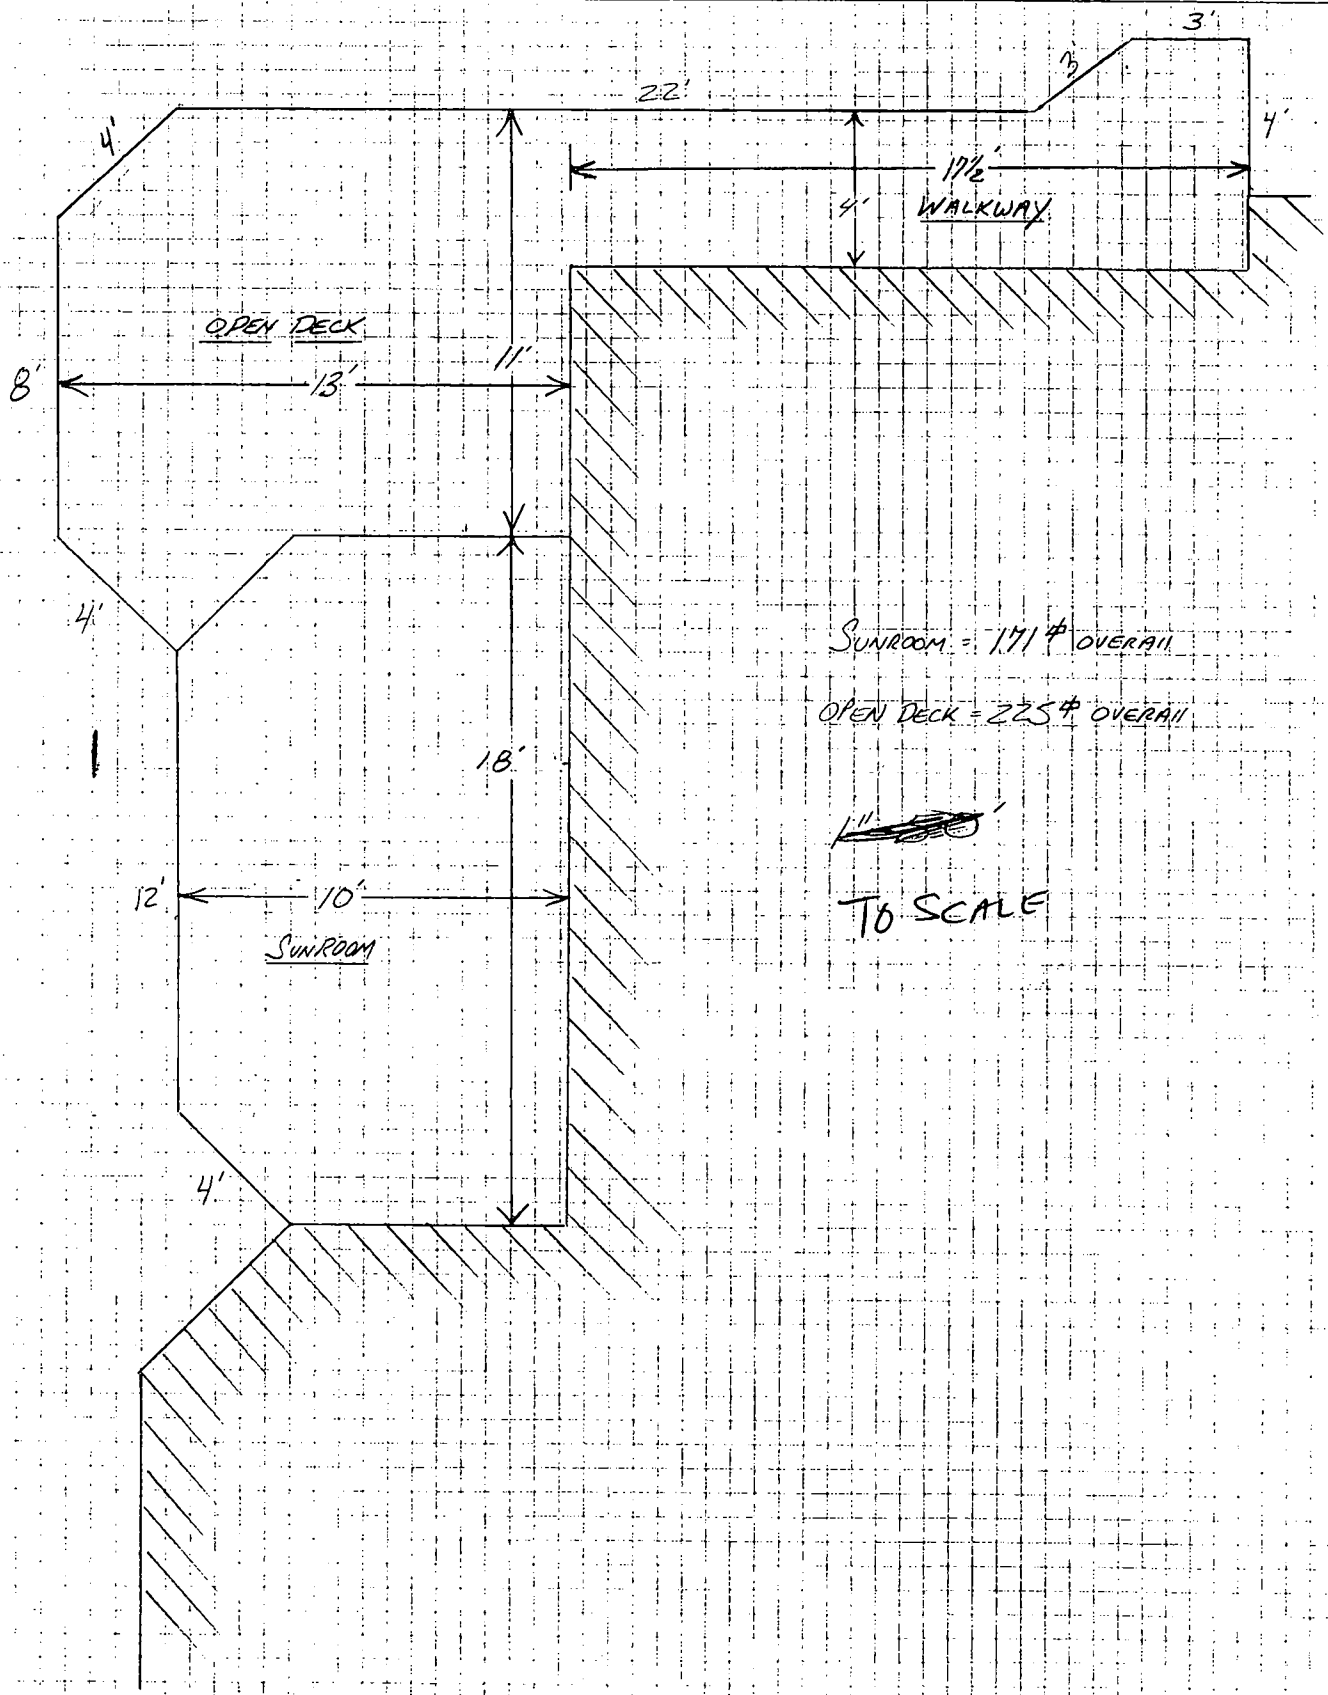 3'
3'
22'
4'
4'
17½'
4'
WALKWAY
OPEN DECK
11'
8'
13'
4'
SUNROOM = 171 ⌗ OVERAll
OPEN DECK = 225 ⌗ OVERAll
18'
1"
12'
10'
TO SCALE
SUNROOM
4'